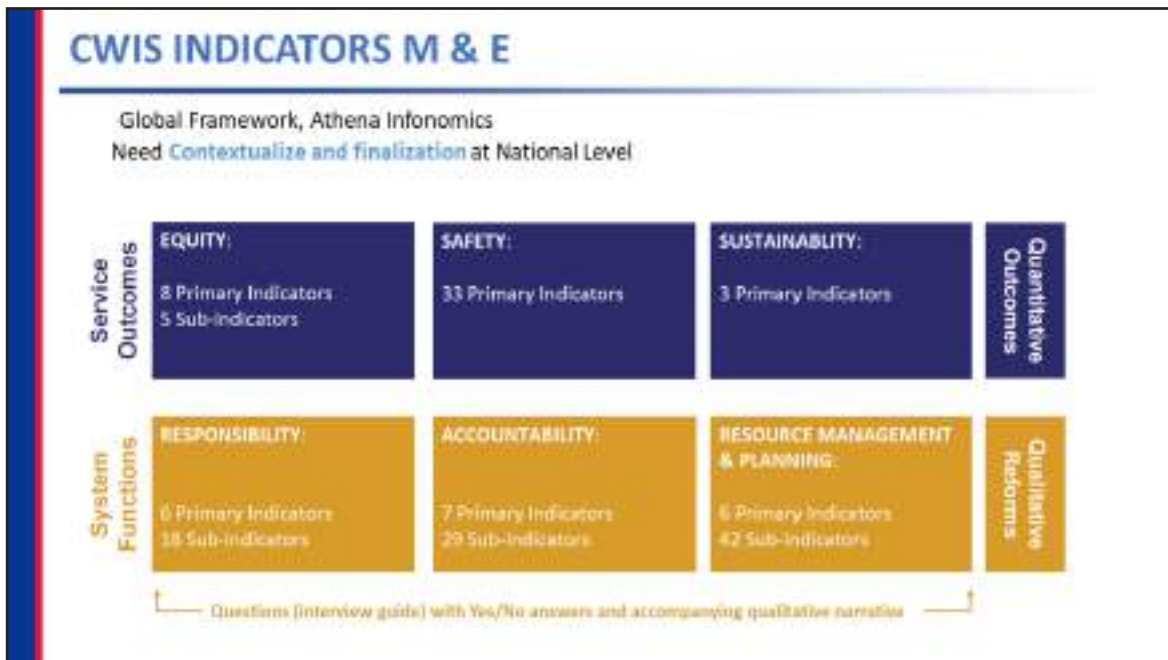 CWIS INDICATORS M & E
Global Framework, Athena Infonomics
Need Contextualize and finalization at National Level
Service
Outcomes
EQUITY:
8 Primary Indicators
5 Sub-Indicators
SAFETY:
33 Primary Indicators
SUSTAINABLITY:
3 Primary Indicators
Quantitative
Outcomes
System
Functions
RESPONSIBILITY:
6 Primary Indicators
18 Sub-Indicators
ACCOUNTABILITY:
7 Primary Indicators
29 Sub-Indicators
RESOURCE MANAGEMENT
& PLANNING:
6 Primary Indicators
42 Sub-Indicators
Qualitative
Reforms
Questions (interview guide) with Yes/No answers and accompanying qualitative narrative